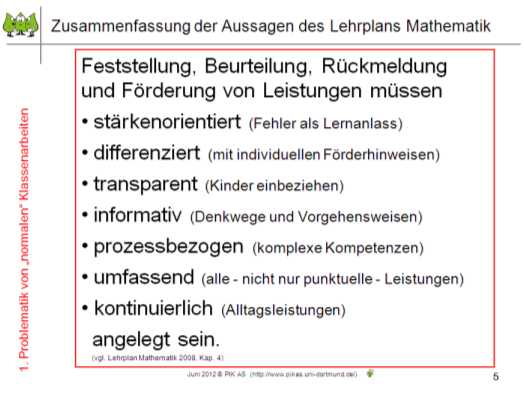 Zusammenfassung der Aussagen des Lehrplans Mathematik
1. Problematik von „normalen“ Klassenarbeiten
Feststellung, Beurteilung, Rückmeldung
und Förderung von Leistungen müssen
• stärkenorientiert (Fehler als Lernanlass)
• differenziert (mit individuellen Förderhinweisen)
• transparent (Kinder einbeziehen)
• informativ (Denkwege und Vorgehensweisen)
• prozessbezogen (komplexe Kompetenzen)
• umfassend (alle - nicht nur punktuelle - Leistungen)
• kontinuierlich (Alltagsleistungen)
angelegt sein.
(vgl. Lehrplan Mathematik 2008, Kap. 4)
Juni 2012 © PIK AS (http://www.pikas.uni-dortmund.de/)
5